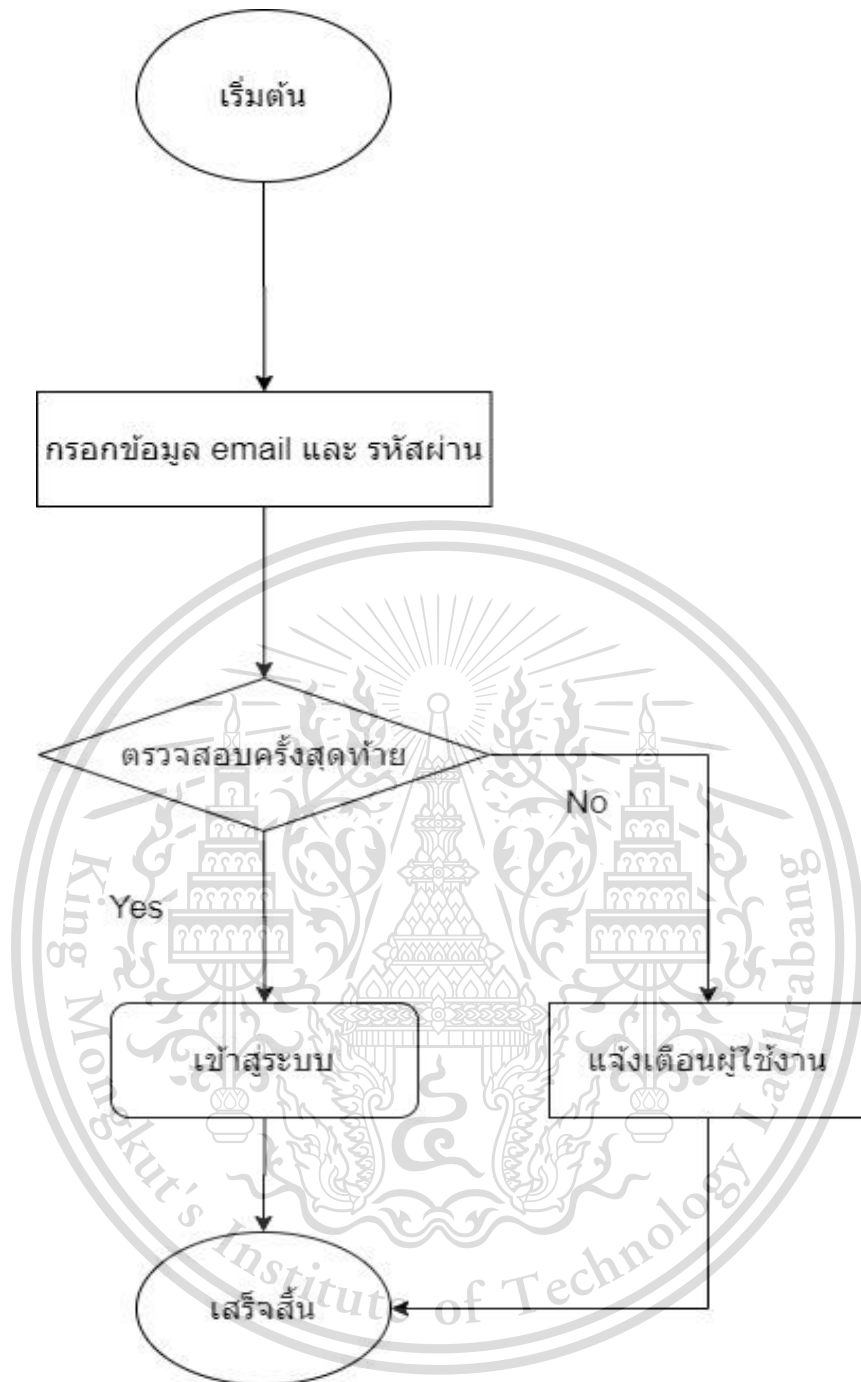 เริ่มต้น
กรอกข้อมูล email และ รหัสผ่าน
ตรวจสอบครั้งสุดท้าย
No
Yes
เข้าสู่ระบบ
แจ้งเตือนผู้ใช้งาน
เสร็จสิ้น
King Mongkut's Institute of Technology Ladkrabang